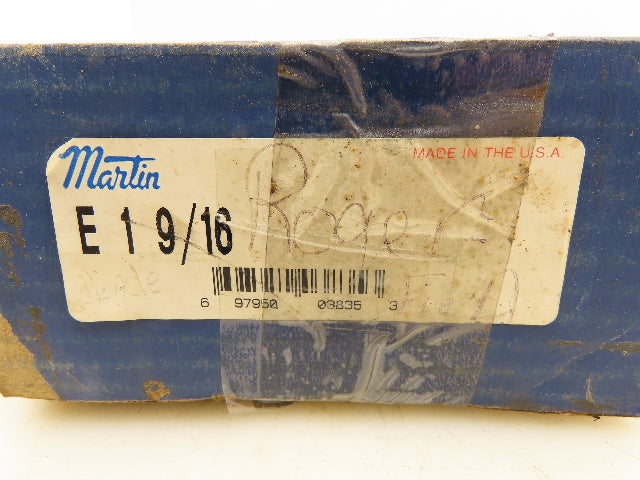 Martin
MADE IN THE U.S.A.
E 1 9/16
Roger
6 97950 03835 3